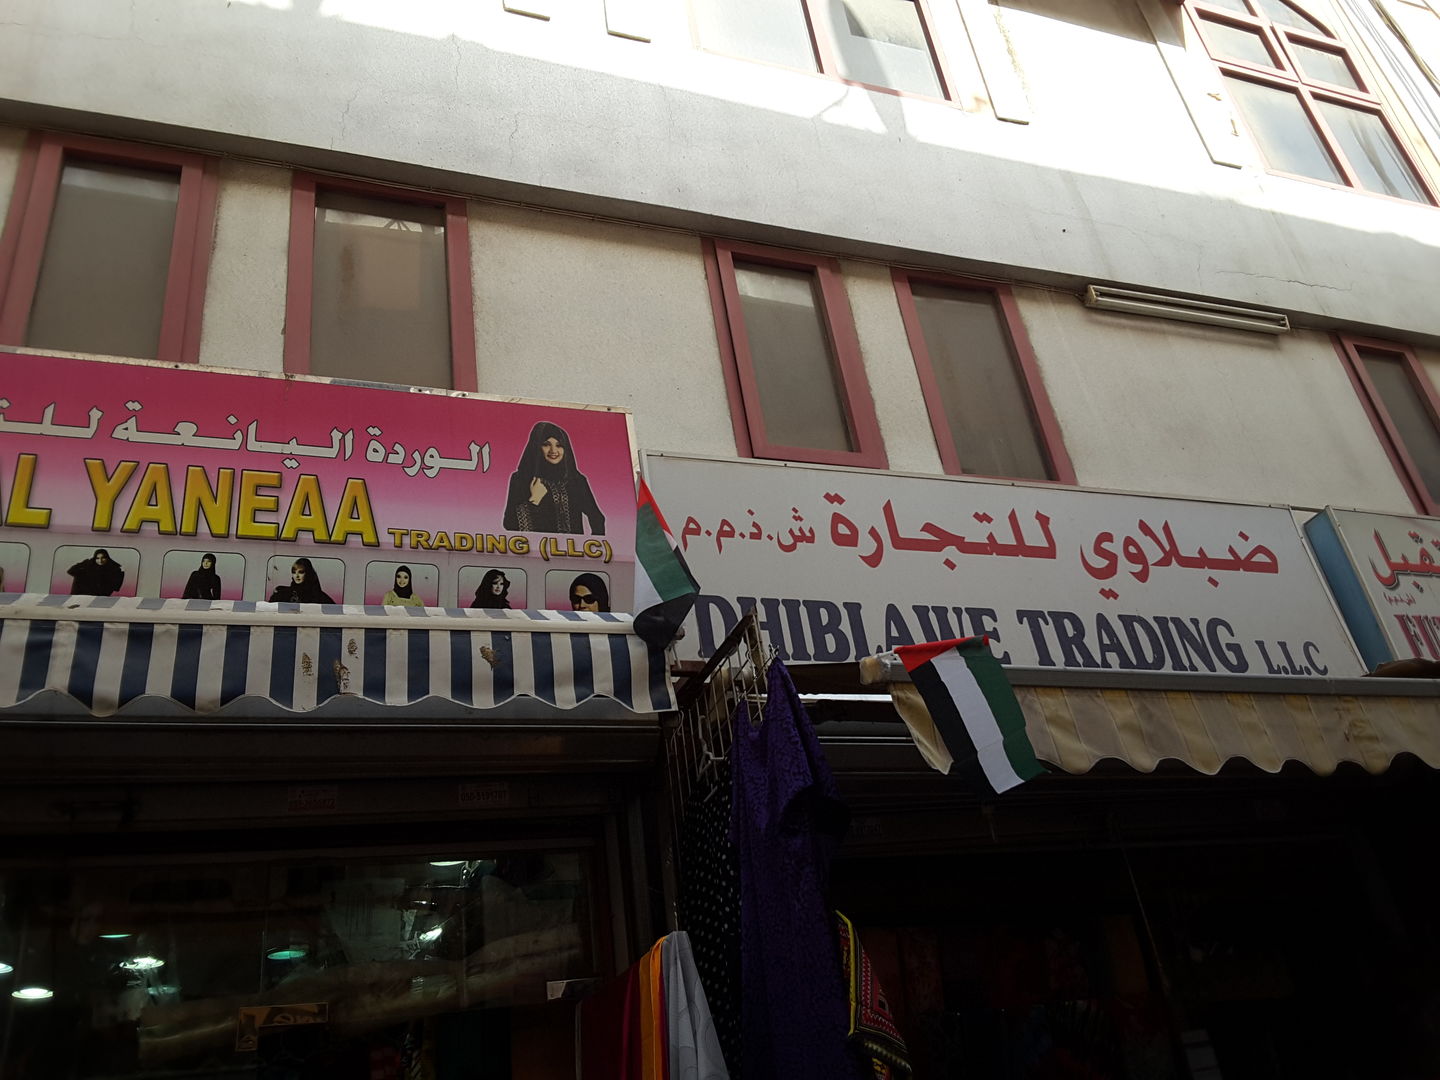 الوردة اليانعة
AL YANEAA TRADING (LLC)
ضبلاوي للتجارة ش.ذ.م.م
DHIBLAWE TRADING L.L.C